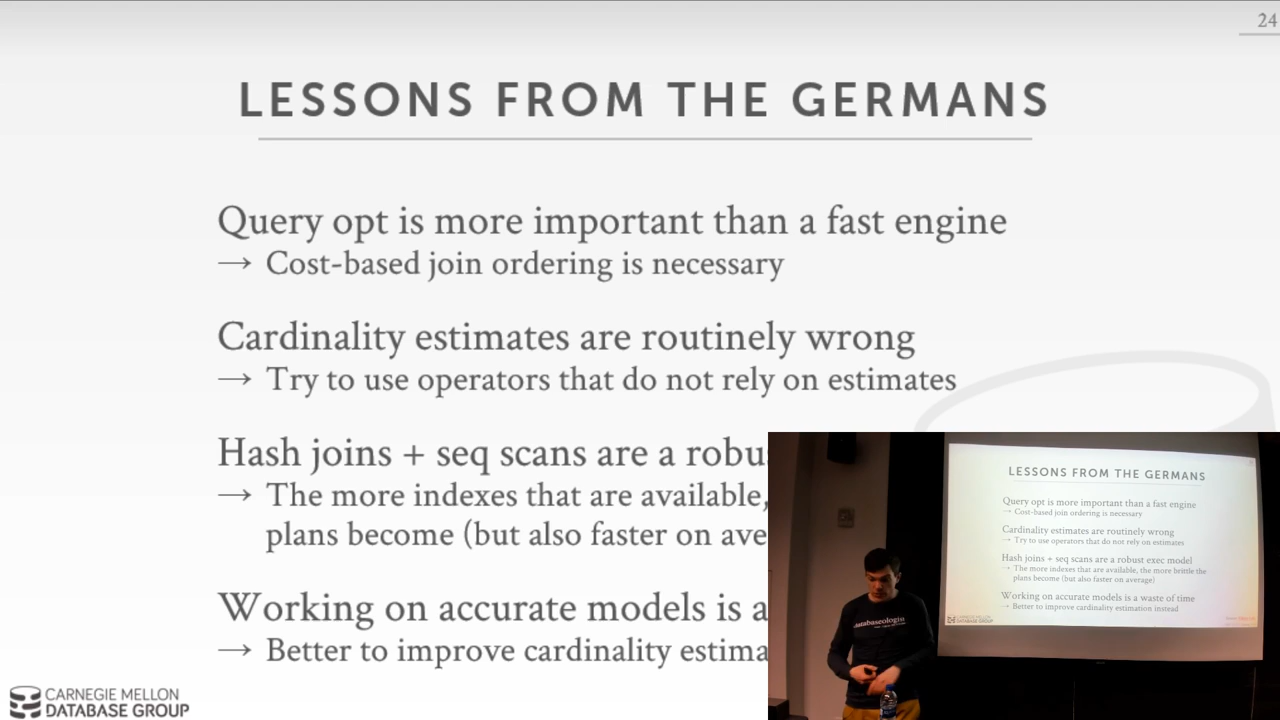 24
LESSONS FROM THE GERMANS
Query opt is more important than a fast engine
→ Cost-based join ordering is necessary
Cardinality estimates are routinely wrong
→ Try to use operators that do not rely on estimates
Hash joins + seq scans are a robu
→ The more indexes that are available,
plans become (but also faster on ave
Working on accurate models is a
→ Better to improve cardinality estima
CARNEGIE MELLON
DATABASE GROUP
LESSONS FROM THE GERMANS
Query opt is more important than a fast engine
→ Cost-based join ordering is necessary
Cardinality estimates are routinely wrong
→ Try to use operators that do not rely on estimates
Hash joins + seq scans are a robust exec model
→ The more indexes that are available, the more brittle the
plans become (but also faster on average)
Working on accurate models is a waste of time
→ Better to improve cardinality estimation instead
CARNEGIE MELLON
DATABASE GROUP
databaseologist